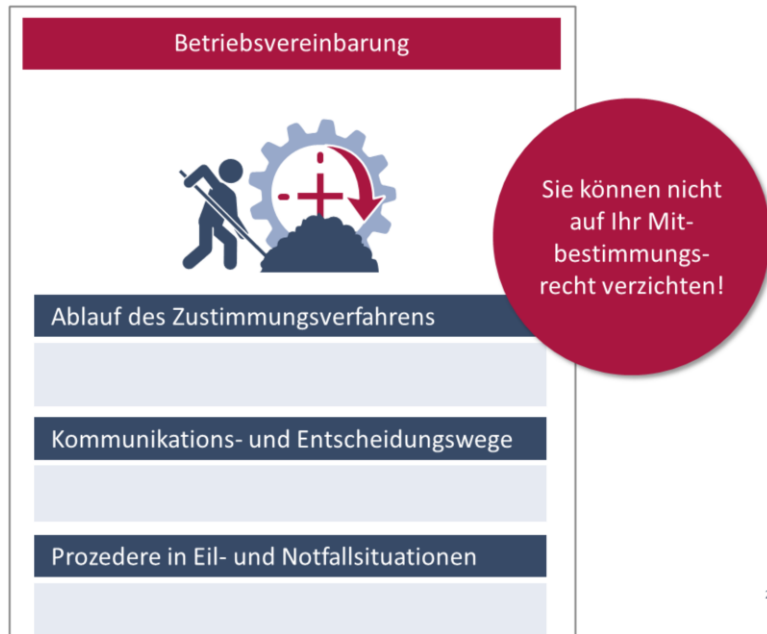 Betriebsvereinbarung
Sie können nicht
auf Ihr Mit-
bestimmungs-
recht verzichten!
Ablauf des Zustimmungsverfahrens
Kommunikations- und Entscheidungswege
Prozedere in Eil- und Notfallsituationen